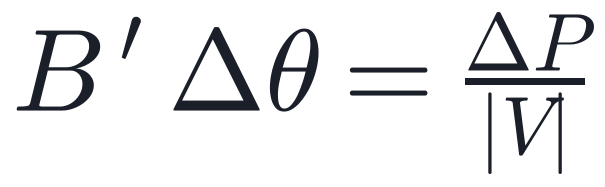 B′ Δθ = ΔP / |V|